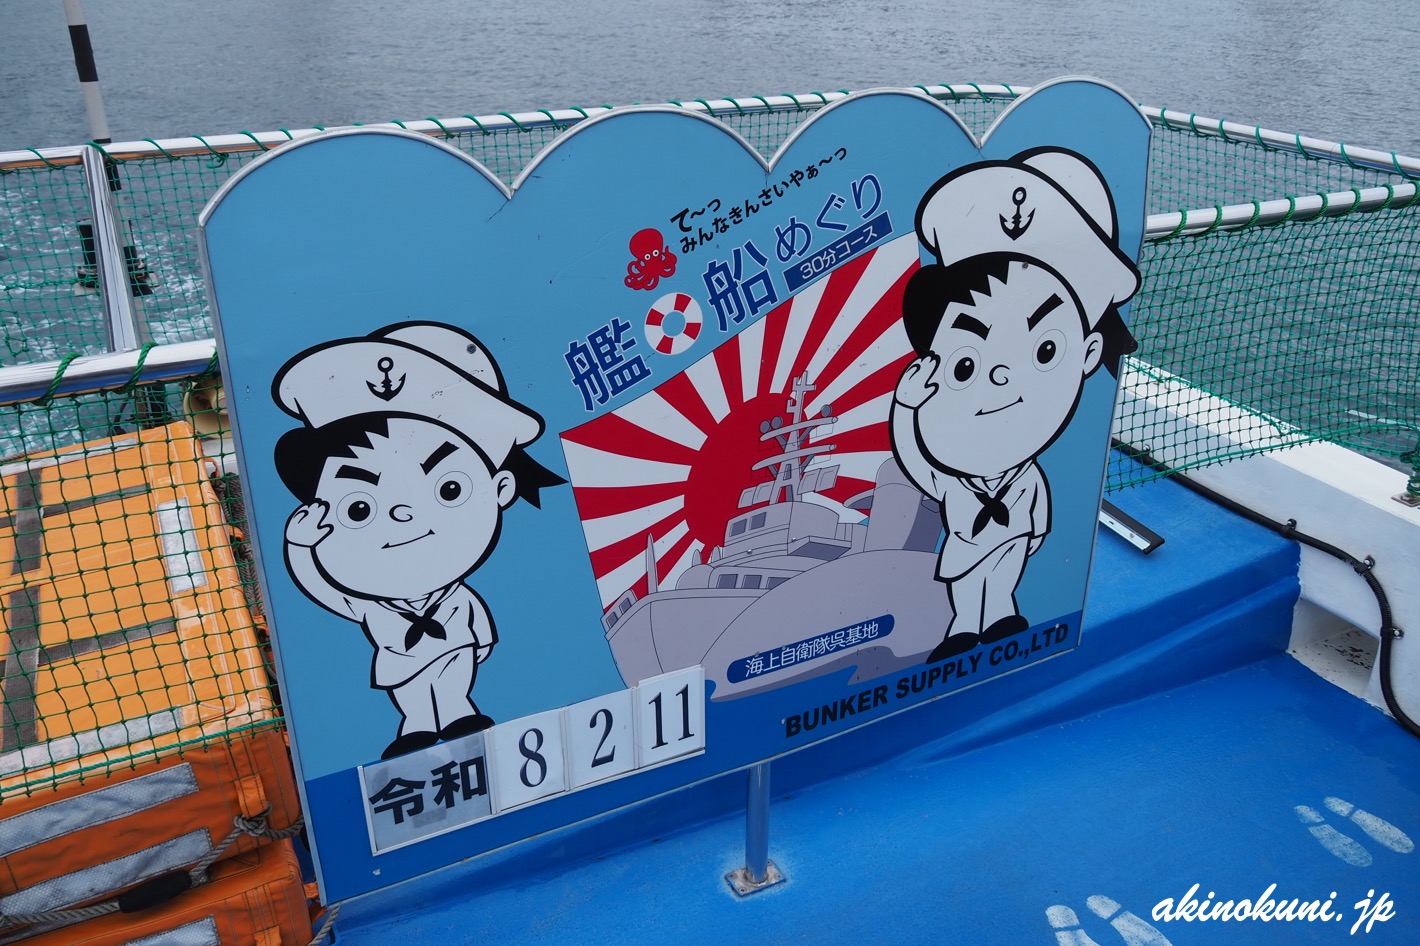 て〜っ
みんなきんさいやぁ〜っ
艦船めぐり
30分コース
海上自衛隊呉基地
BUNKER SUPPLY CO.,LTD
令和 8 2 11
akinokuni.jp